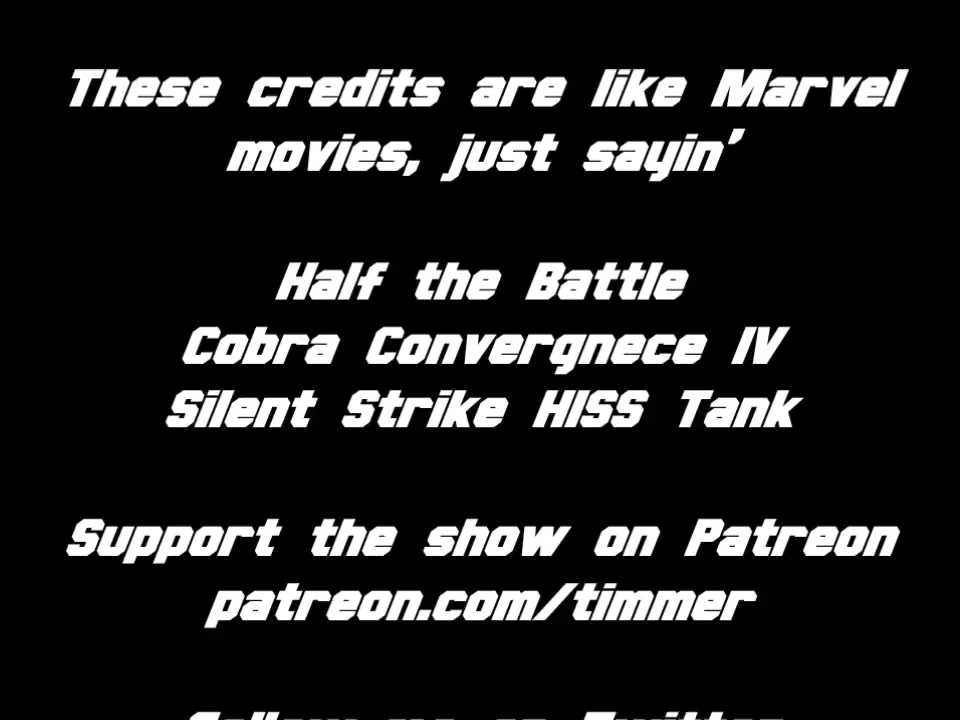 These credits are like Marvel
movies, just sayin'
Half the Battle
Cobra Convergnece IV
Silent Strike HISS Tank
Support the show on Patreon
patreon.com/timmer